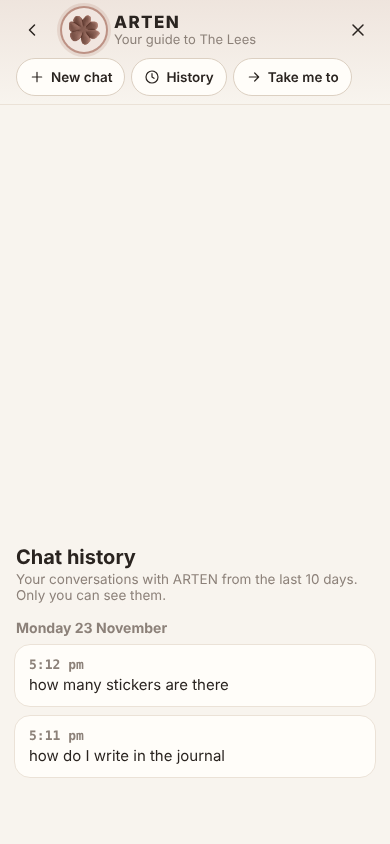 ARTEN
Your guide to The Lees
New chat
History
Take me to
Chat history
Your conversations with ARTEN from the last 10 days.
Only you can see them.
Monday 23 November
5:12 pm
how many stickers are there
5:11 pm
how do I write in the journal